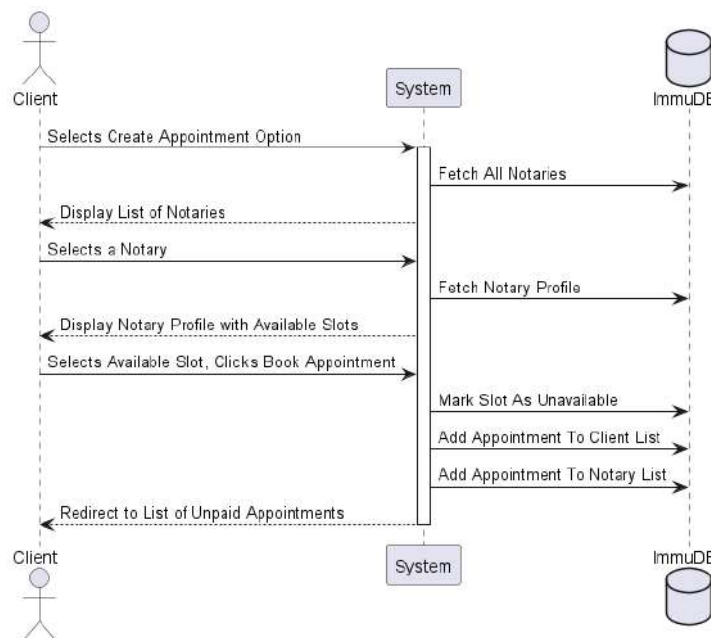 Client
System
ImmuDB
Selects Create Appointment Option
Fetch All Notaries
Display List of Notaries
Selects a Notary
Fetch Notary Profile
Display Notary Profile with Available Slots
Selects Available Slot, Clicks Book Appointment
Mark Slot As Unavailable
Add Appointment To Client List
Add Appointment To Notary List
Redirect to List of Unpaid Appointments
Client
System
ImmuDB